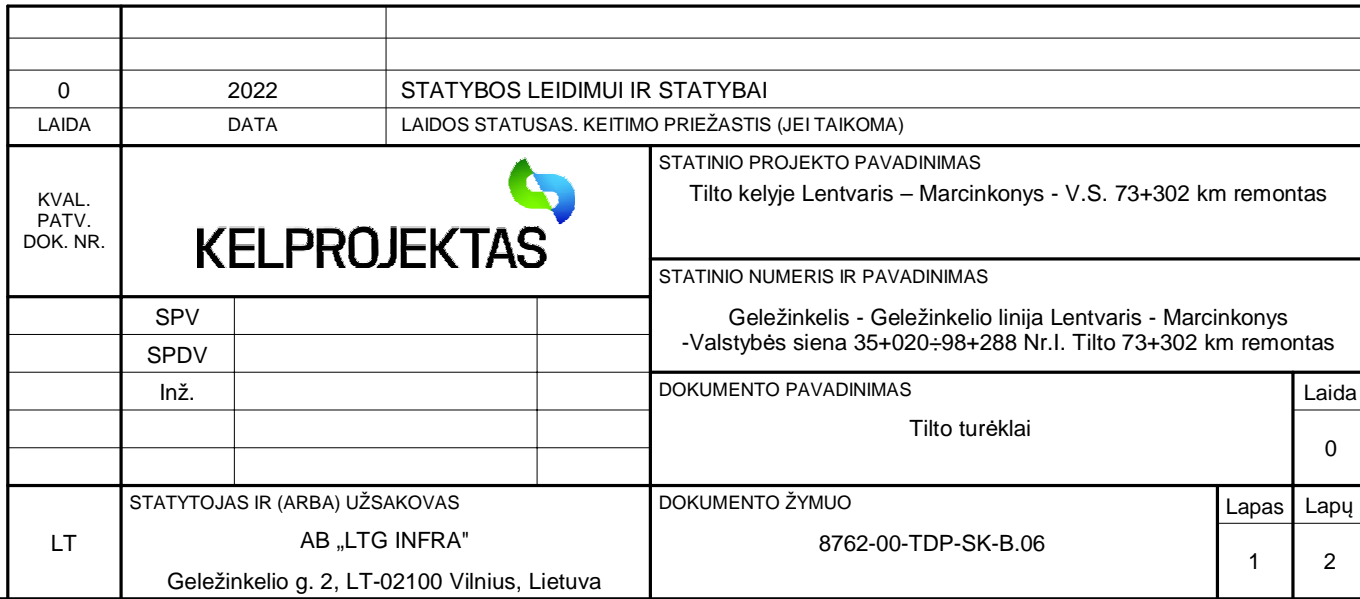 0 2022 STATYBOS LEIDIMUI IR STATYBAI
LAIDA DATA LAIDOS STATUSAS. KEITIMO PRIEŽASTIS (JEI TAIKOMA)
KVAL.
PATV.
DOK. NR.
KELPROJEKTAS
STATINIO PROJEKTO PAVADINIMAS
Tilto kelyje Lentvaris – Marcinkonys - V.S. 73+302 km remontas
STATINIO NUMERIS IR PAVADINIMAS
Geležinkelis - Geležinkelio linija Lentvaris - Marcinkonys
-Valstybės siena 35+020÷98+288 Nr.I. Tilto 73+302 km remontas
SPV
SPDV
Inž.
DOKUMENTO PAVADINIMAS
Tilto turėklai
Laida
0
LT
STATYTOJAS IR (ARBA) UŽSAKOVAS
AB „LTG INFRA"
Geležinkelio g. 2, LT-02100 Vilnius, Lietuva
DOKUMENTO ŽYMUO
8762-00-TDP-SK-B.06
Lapas
1
Lapų
2